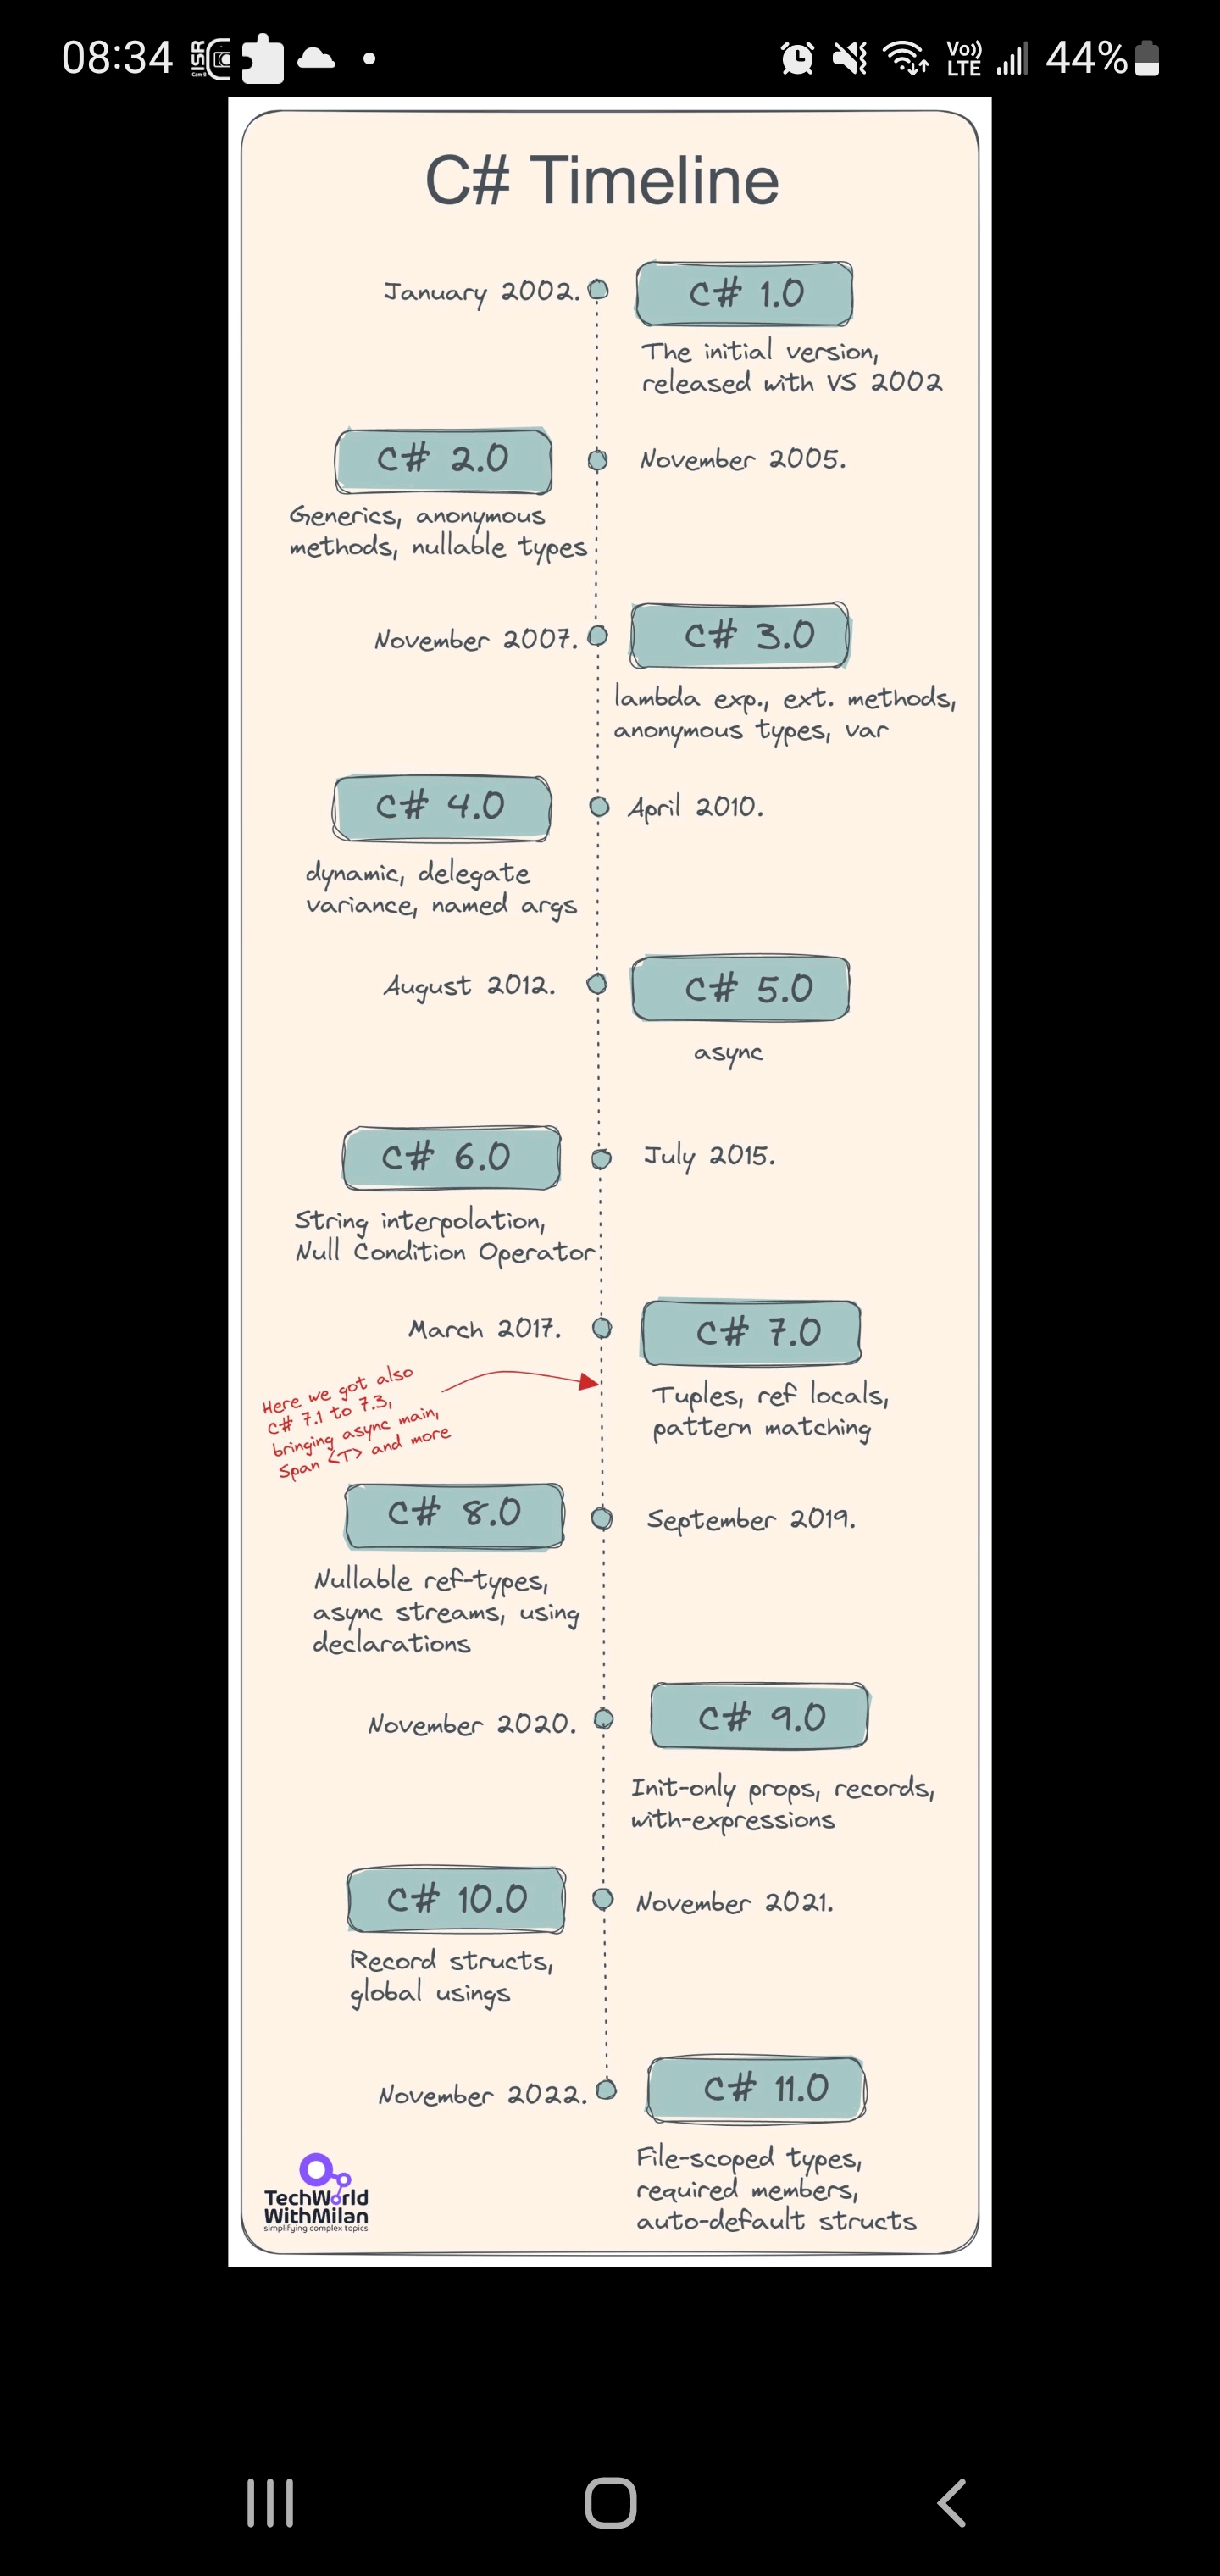 08:34
Vo))
LTE
44%
C# Timeline
January 2002.
C# 1.0
The initial version,
released with VS 2002
C# 2.0
November 2005.
Generics, anonymous
methods, nullable types
November 2007.
C# 3.0
lambda exp., ext. methods,
anonymous types, var
C# 4.0
April 2010.
dynamic, delegate
variance, named args
August 2012.
C# 5.0
async
C# 6.0
July 2015.
String interpolation,
Null Condition Operator
March 2017.
C# 7.0
Tuples, ref locals,
pattern matching
Here we got also
C# 7.1 to 7.3,
bringing async main,
Span <T> and more
C# 8.0
September 2019.
Nullable ref-types,
async streams, using
declarations
November 2020.
C# 9.0
Init-only props, records,
with-expressions
C# 10.0
November 2021.
Record structs,
global usings
November 2022.
C# 11.0
File-scoped types,
required members,
auto-default structs
TechWorld
WithMilan
simplifying complex topics